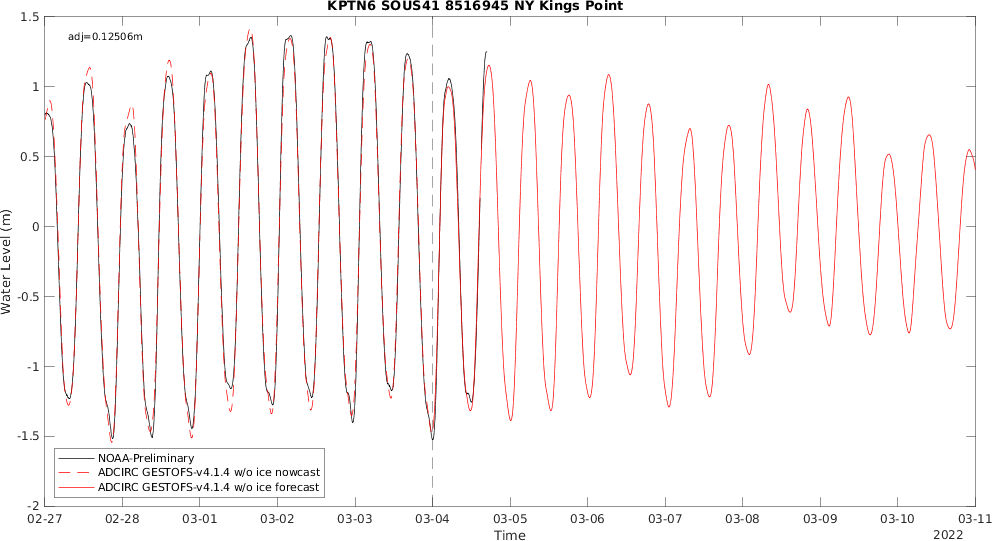 KPTN6 SOUS41 8516945 NY Kings Point
adj=0.12506m
1.5
1
0.5
0
-0.5
-1
-1.5
-2
Water Level (m)
NOAA-Preliminary
ADCIRC GESTOFS-v4.1.4 w/o ice nowcast
ADCIRC GESTOFS-v4.1.4 w/o ice forecast
02-27 02-28 03-01 03-02 03-03 03-04 03-05 03-06 03-07 03-08 03-09 03-10 03-11
Time
2022